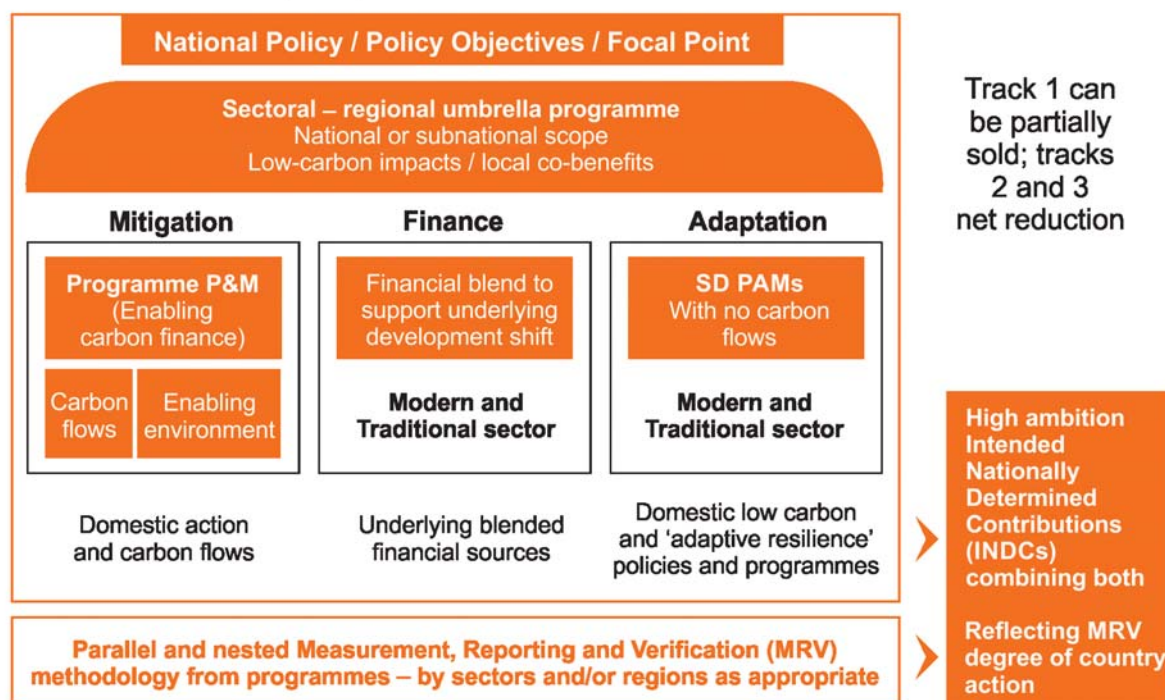 National Policy / Policy Objectives / Focal Point
Sectoral – regional umbrella programme
National or subnational scope
Low-carbon impacts / local co-benefits
Track 1 can
be partially
sold; tracks
2 and 3
net reduction
Mitigation
Programme P&M
(Enabling
carbon finance)
Carbon
flows
Enabling
environment
Domestic action
and carbon flows
Finance
Financial blend to
support underlying
development shift
Modern and
Traditional sector
Underlying blended
financial sources
Adaptation
SD PAMs
With no carbon
flows
Modern and
Traditional sector
Domestic low carbon
and ‘adaptive resilience’
policies and programmes
High ambition
Intended
Nationally
Determined
Contributions
(INDCs)
combining both
Reflecting MRV
degree of country
action
Parallel and nested Measurement, Reporting and Verification (MRV)
methodology from programmes – by sectors and/or regions as appropriate